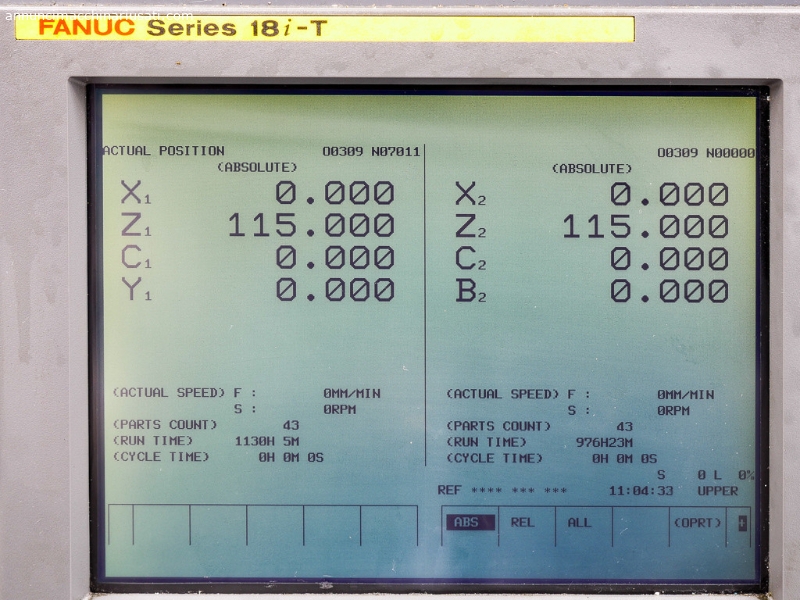 FANUC Series 18i-T
ACTUAL POSITION O0309 N07011
(ABSOLUTE)
X1 0.000
Z1 115.000
C1 0.000
Y1 0.000
(ACTUAL SPEED) F : 0MM/MIN
S : 0RPM
(PARTS COUNT) 43
(RUN TIME) 1130H 5M
(CYCLE TIME) 0H 0M 0S
O0309 N00000
(ABSOLUTE)
X2 0.000
Z2 115.000
C2 0.000
B2 0.000
(ACTUAL SPEED) F : 0MM/MIN
S : 0RPM
(PARTS COUNT) 43
(RUN TIME) 976H23M
(CYCLE TIME) 0H 0M 0S
S 0 L 0%
REF **** *** *** 11:04:33 UPPER
ABS REL ALL (OPRT) +